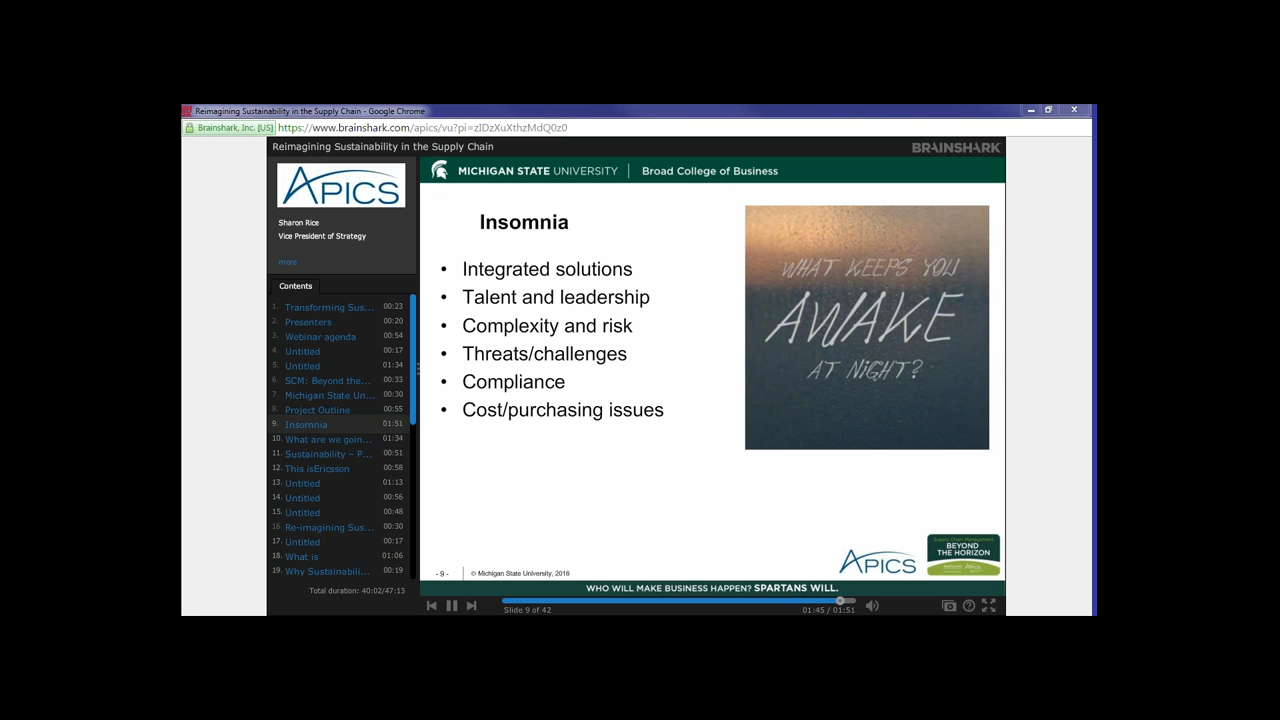 Reimagining Sustainability in the Supply Chain - Google Chrome
Brainshark, Inc. [US] https://www.brainshark.com/apics/vu?pi=zIDzXuXthzMdQ0z0
Reimagining Sustainability in the Supply Chain
BRAINSHARK
APICS
Sharon Rice
Vice President of Strategy
more
Contents
1. Transforming Sus... 00:23
2. Presenters 00:20
3. Webinar agenda 00:54
4. Untitled 00:17
5. Untitled 01:34
6. SCM: Beyond the... 00:33
7. Michigan State Un... 00:30
8. Project Outline 00:55
9. Insomnia 01:51
10. What are we goin... 01:34
11. Sustainability – P... 00:51
12. This isEricsson 00:58
13. Untitled 01:13
14. Untitled 00:56
15. Untitled 00:48
16. Re-imagining Sus... 00:30
17. Untitled 00:17
18. What is 01:06
19. Why Sustainabili... 00:19
Total duration: 40:02/47:13
MICHIGAN STATE UNIVERSITY | Broad College of Business
Insomnia
• Integrated solutions
• Talent and leadership
• Complexity and risk
• Threats/challenges
• Compliance
• Cost/purchasing issues
WHAT KEEPS YOU
AWAKE
AT NIGHT?
APICS
Supply Chain Management
BEYOND
THE HORIZON
- 9 - © Michigan State University, 2016
WHO WILL MAKE BUSINESS HAPPEN? SPARTANS WILL.
Slide 9 of 42
01:45 / 01:51